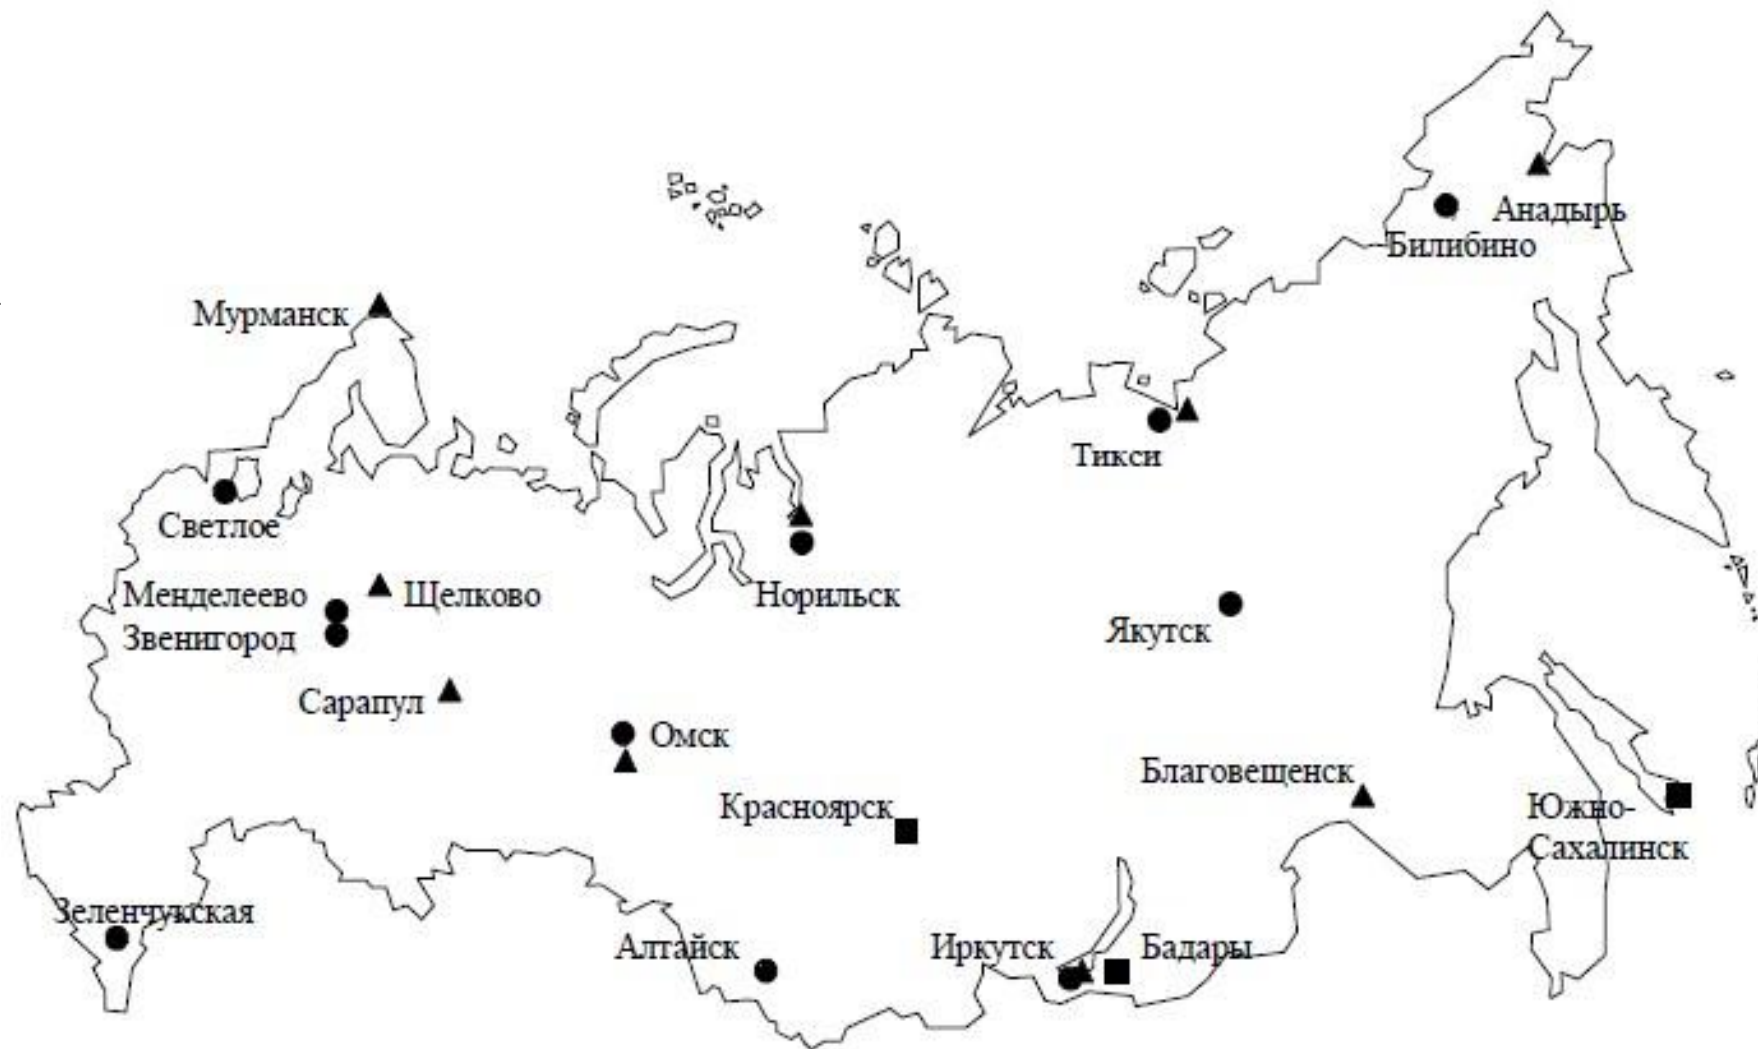 Анадырь
Билибино
Мурманск
Тикси
Светлое
Менделеево
Щелково
Норильск
Звенигород
Якутск
Сарапул
Омск
Благовещенск
Красноярск
Южно-
Сахалинск
Зеленчукская
Алтайск
Иркутск
Бадары